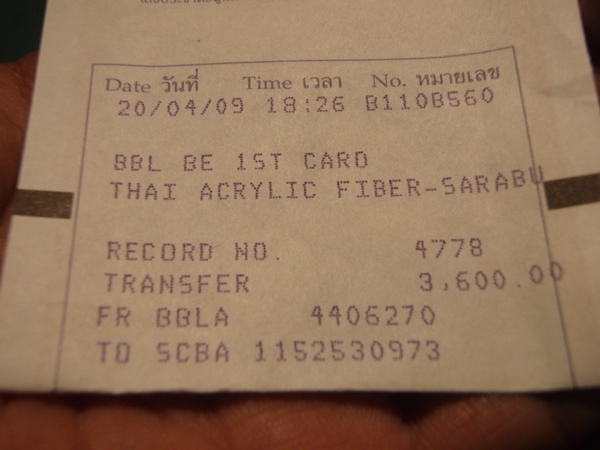 Date วันที่ Time เวลา No. หมายเลข
20/04/09 18:26 B110B560
BBL BE 1ST CARD
THAI ACRYLIC FIBER-SARABU
RECORD NO. 4778
TRANSFER 3,600.00
FR BBLA 4406270
TO SCBA 1152530973